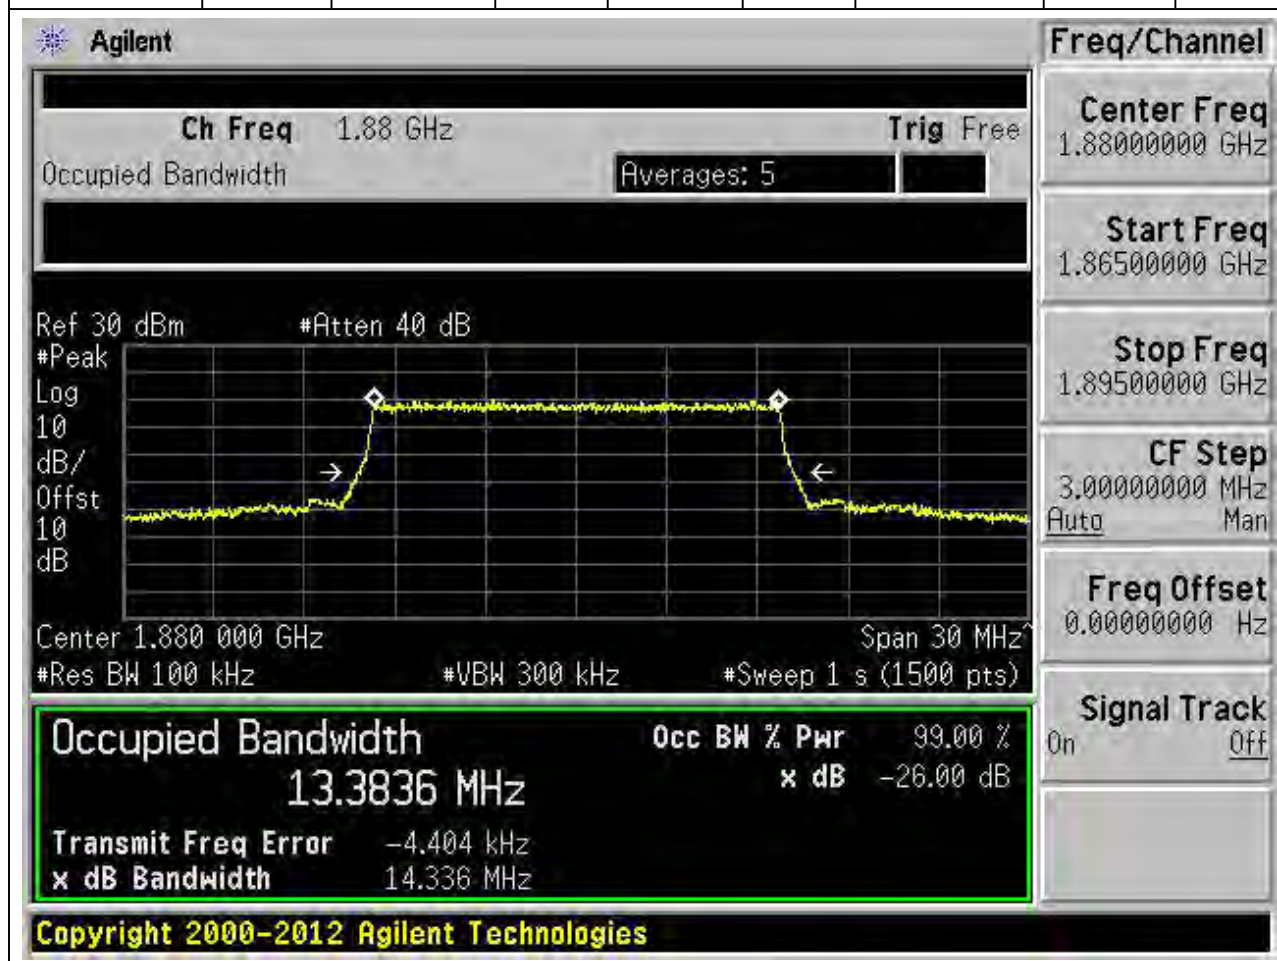 Agilent
Freq/Channel
Ch Freq 1.88 GHz Trig Free
Occupied Bandwidth Averages: 5
Center Freq
1.88000000 GHz
Start Freq
1.86500000 GHz
Stop Freq
1.89500000 GHz
CF Step
3.00000000 MHz
Auto Man
Freq Offset
0.00000000 Hz
Signal Track
On Off
Ref 30 dBm #Atten 40 dB
#Peak
Log
10
dB/
Offst
10
dB
Center 1.880 000 GHz Span 30 MHz^
#Res BW 100 kHz #VBW 300 kHz #Sweep 1 s (1500 pts)
Occupied Bandwidth Occ BW % Pwr 99.00 %
13.3836 MHz x dB -26.00 dB
Transmit Freq Error -4.404 kHz
x dB Bandwidth 14.336 MHz
Copyright 2000-2012 Agilent Technologies